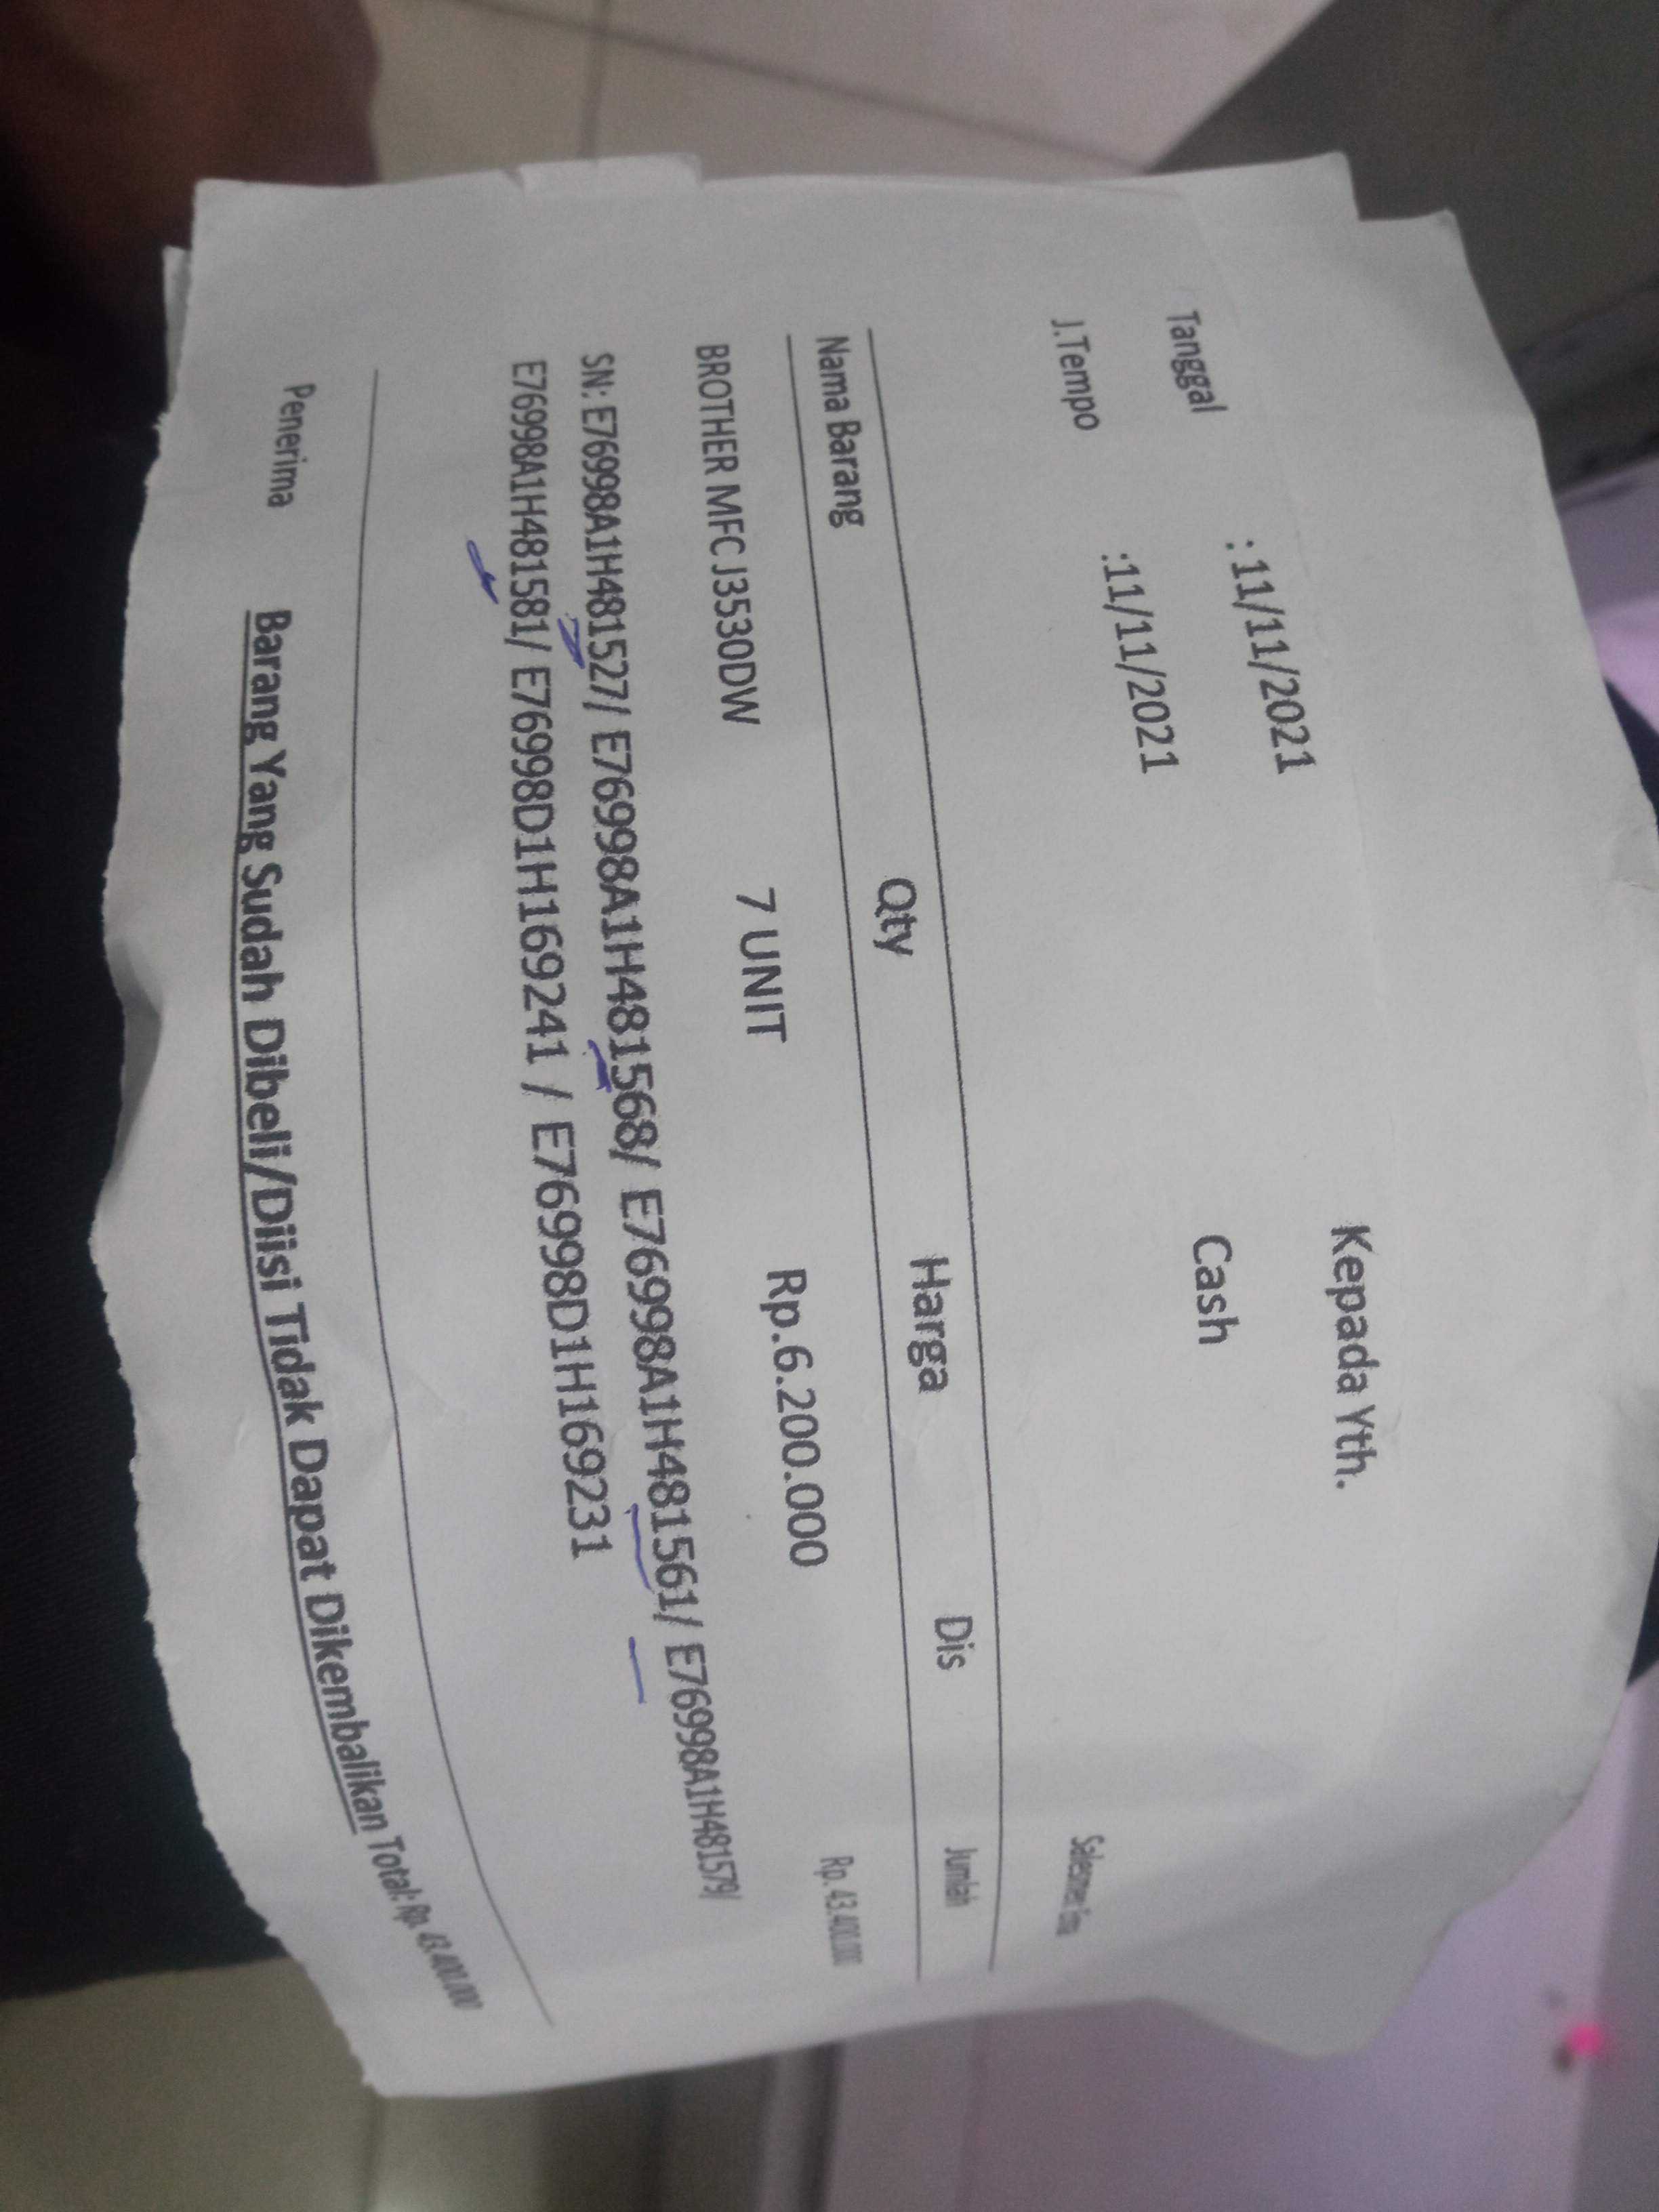 Kepada Yth.
Tanggal : 11/11/2021 Cash
J.Tempo :11/11/2021
Nama Barang Qty Harga Dis Jumlah
BROTHER MFC J3530DW 7 UNIT Rp.6.200.000 Rp. 43.400.000
SN: E76998A1H481527/ E76998A1H481568/ E76998A1H481561/ E76998A1H481579/
E76998A1H481581/ E76998D1H169241 / E76998D1H169231
Penerima Barang Yang Sudah Dibeli/Diisi Tidak Dapat Dikembalikan Total: Rp. 43.400.000